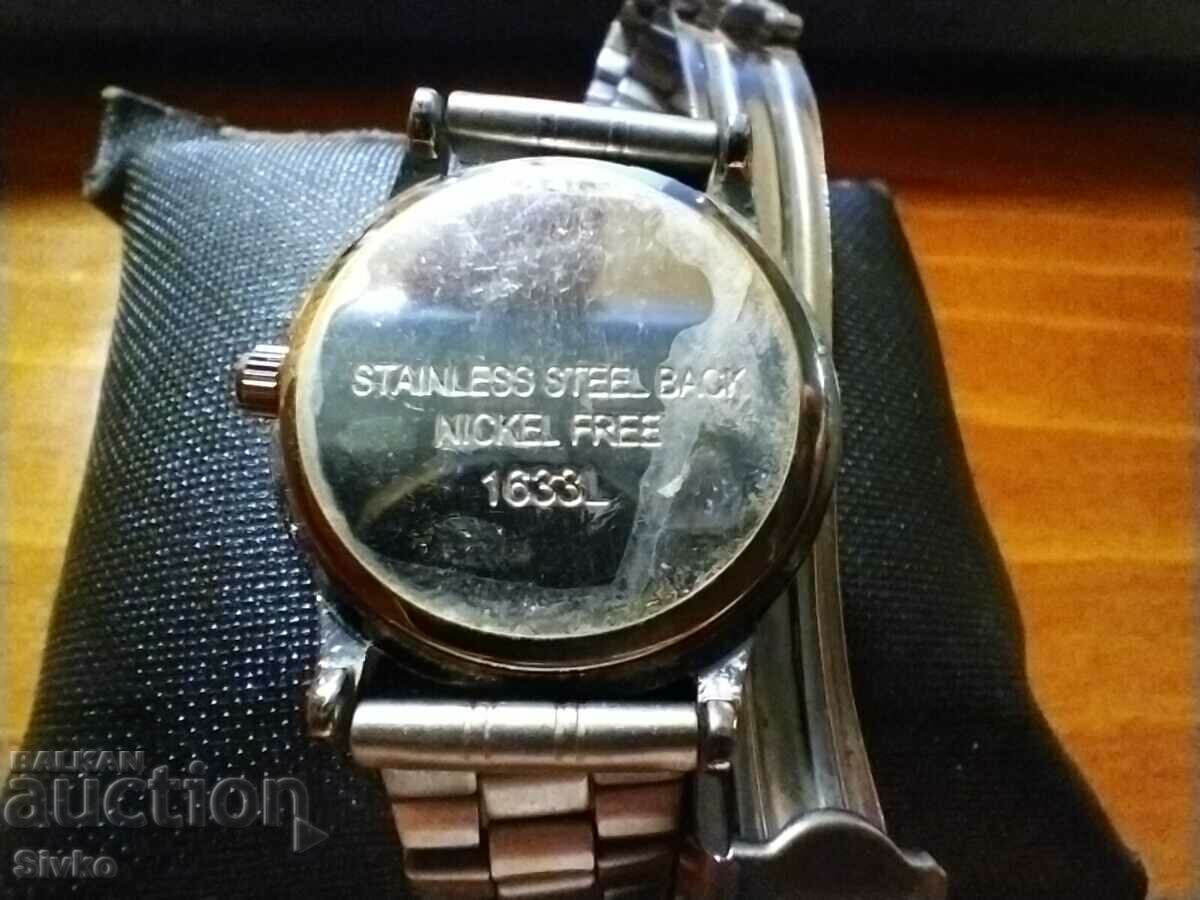 STAINLESS STEEL BACK
NICKEL FREE
1633L
BALKAN
auction
Sivko